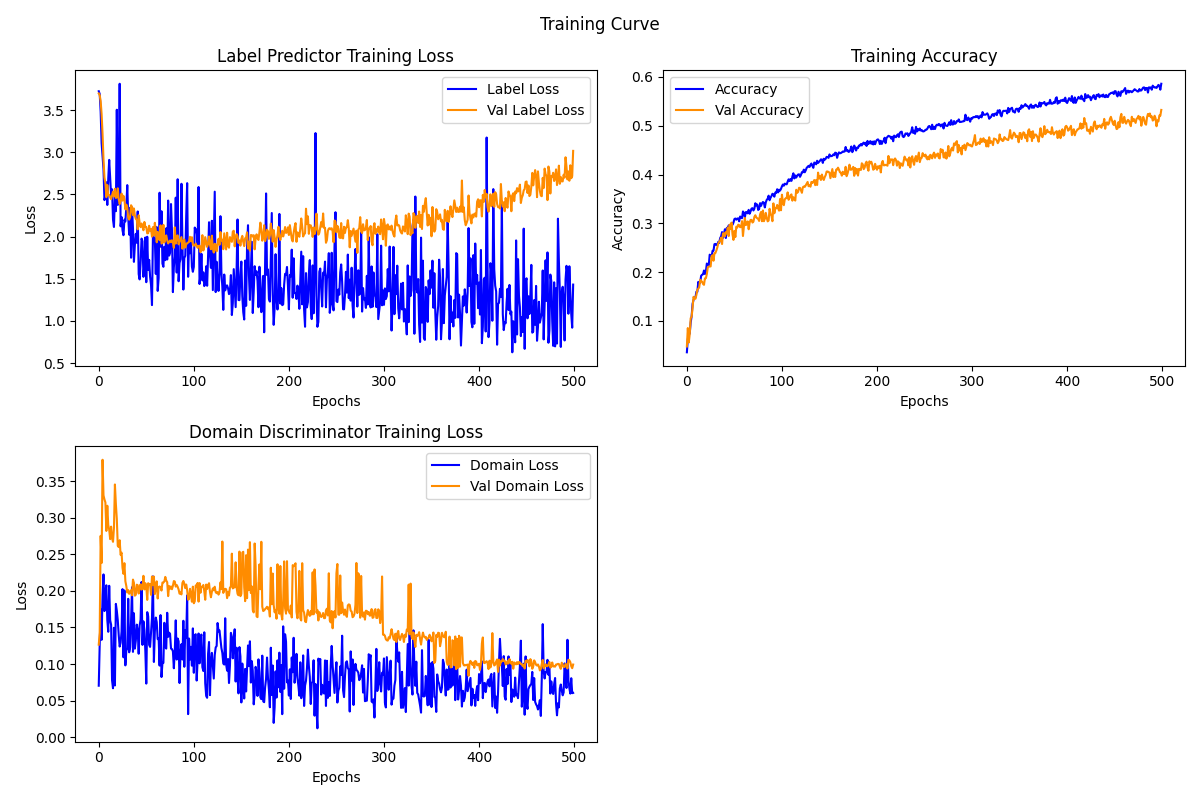 Training Curve
Label Predictor Training Loss
Label Loss
Val Label Loss
3.5
3.0
2.5
2.0
1.5
1.0
0.5
Loss
0 100 200 300 400 500
Epochs
Training Accuracy
Accuracy
Val Accuracy
0.6
0.5
0.4
0.3
0.2
0.1
Accuracy
0 100 200 300 400 500
Epochs
Domain Discriminator Training Loss
Domain Loss
Val Domain Loss
0.35
0.30
0.25
0.20
0.15
0.10
0.05
0.00
Loss
0 100 200 300 400 500
Epochs